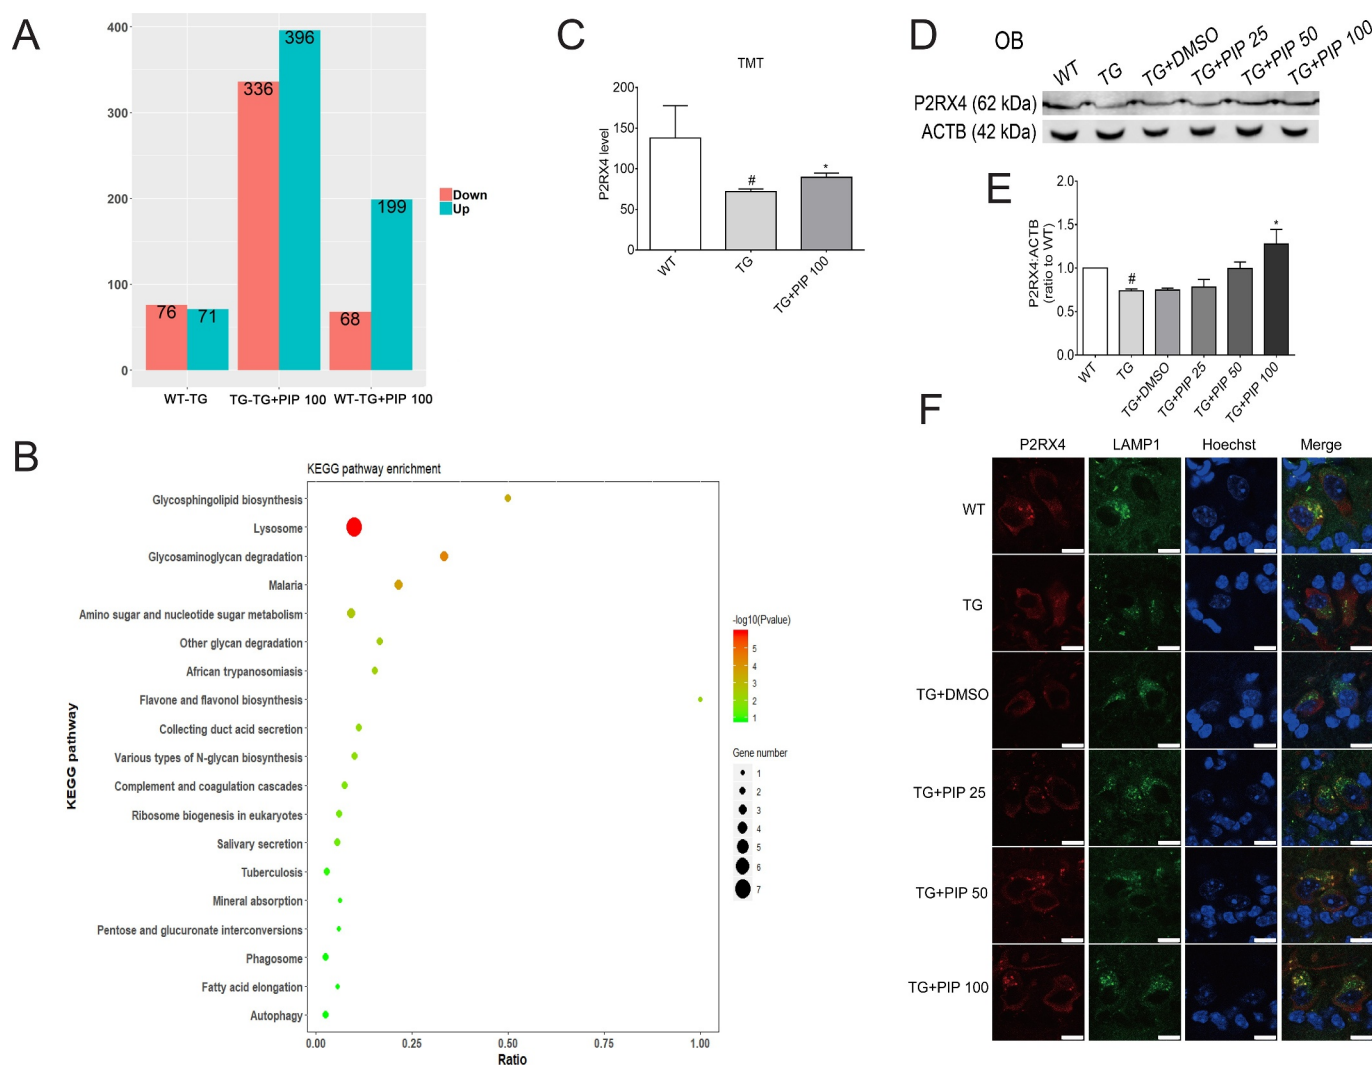 A
400
300
200
100
0
396
336
199
76
71
68
WT-TG
TG-TG+PIP 100
WT-TG+PIP 100
Down
Up
B
KEGG pathway enrichment
KEGG pathway
Glycosphingolipid biosynthesis
Lysosome
Glycosaminoglycan degradation
Malaria
Amino sugar and nucleotide sugar metabolism
Other glycan degradation
African trypanosomiasis
Flavone and flavonol biosynthesis
Collecting duct acid secretion
Various types of N-glycan biosynthesis
Complement and coagulation cascades
Ribosome biogenesis in eukaryotes
Salivary secretion
Tuberculosis
Mineral absorption
Pentose and glucuronate interconversions
Phagosome
Fatty acid elongation
Autophagy
0.00 0.25 0.50 0.75 1.00
Ratio
-log10(Pvalue)
5
4
3
2
1
Gene number
1
2
3
4
5
6
7
C
TMT
P2RX4 level
200
150
100
50
0
#
*
WT
TG
TG+PIP 100
D
OB
WT TG TG+DMSO TG+PIP 25 TG+PIP 50 TG+PIP 100
P2RX4 (62 kDa)
ACTB (42 kDa)
E
P2RX4:ACTB
(ratio to WT)
2.0
1.5
1.0
0.5
0.0
#
*
WT
TG
TG+DMSO
TG+PIP 25
TG+PIP 50
TG+PIP 100
F
P2RX4 LAMP1 Hoechst Merge
WT
TG
TG+DMSO
TG+PIP 25
TG+PIP 50
TG+PIP 100